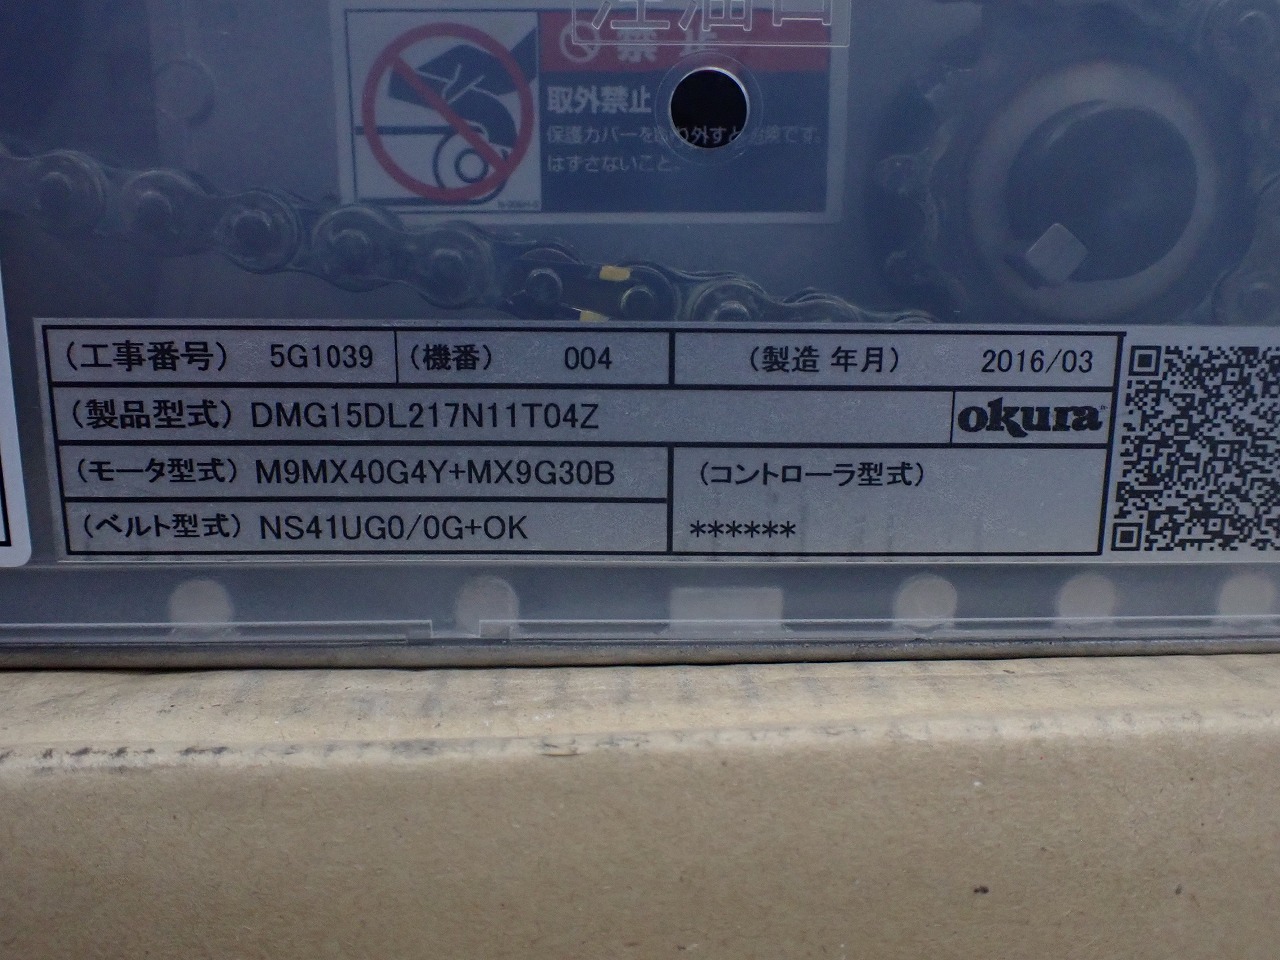 注油口
禁止
取外禁止
保護カバーを取り外すと危険です。
はずさないこと。
(工事番号) 5G1039 (機番) 004 (製造 年月) 2016/03
(製品型式) DMG15DL217N11T04Z okura
(モータ型式) M9MX40G4Y+MX9G30B (コントローラ型式)
(ベルト型式) NS41UG0/0G+OK ******